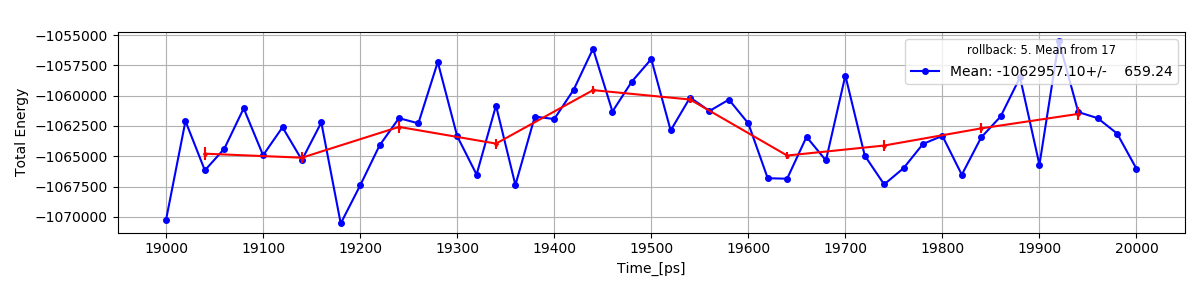 Total Energy
−1055000
−1057500
−1060000
−1062500
−1065000
−1067500
−1070000
rollback: 5. Mean from 17
Mean: -1062957.10+/-    659.24
19000 19100 19200 19300 19400 19500 19600 19700 19800 19900 20000
Time_[ps]